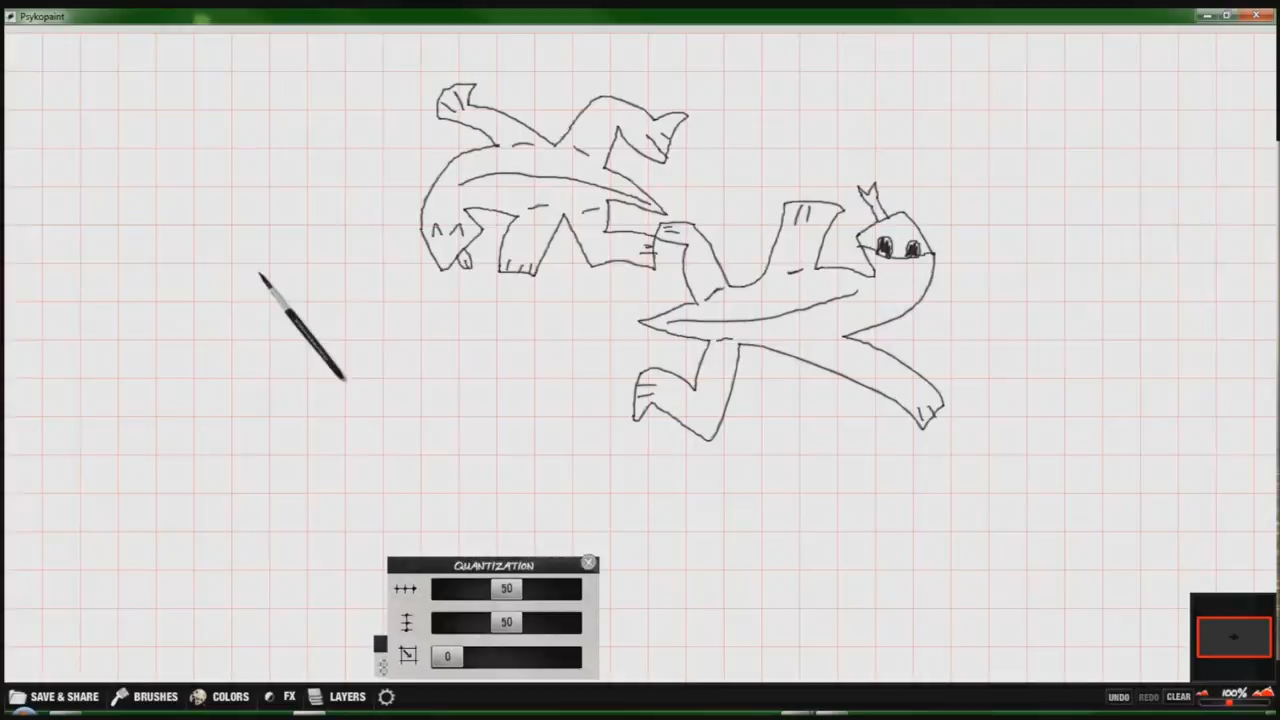 Psykopaint
QUANTIZATION
50
50
0
SAVE & SHARE BRUSHES COLORS FX LAYERS UNDO REDO CLEAR 100%